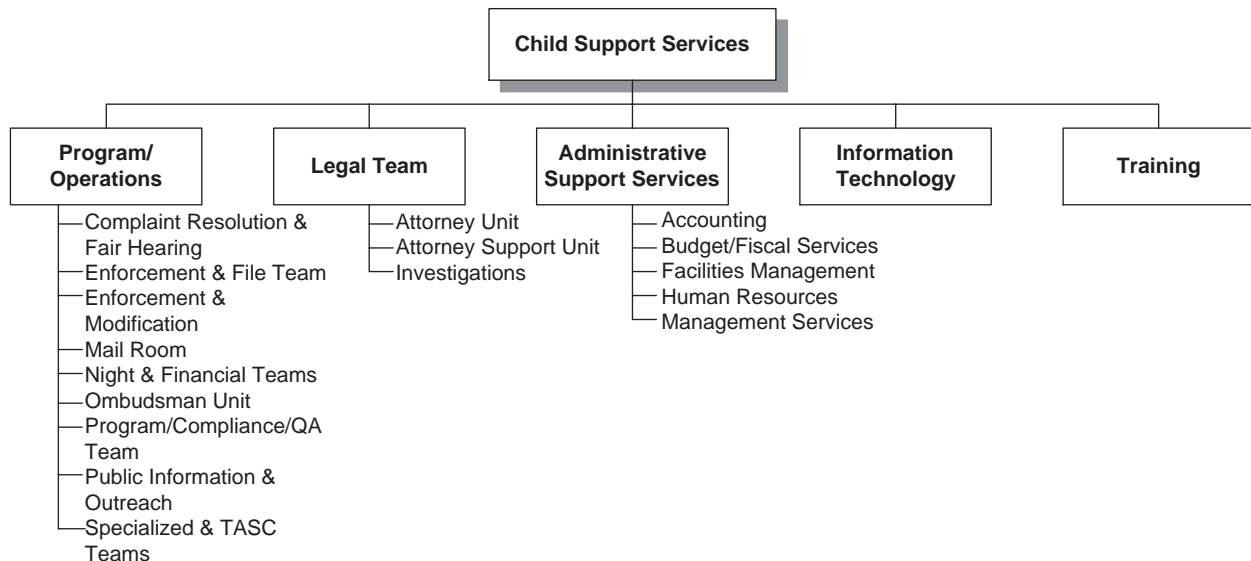 Child Support Services
Program/
Operations
Legal Team
Administrative
Support Services
Information
Technology
Training
Complaint Resolution &
Fair Hearing
Enforcement & File Team
Enforcement &
Modification
Mail Room
Night & Financial Teams
Ombudsman Unit
Program/Compliance/QA
Team
Public Information &
Outreach
Specialized & TASC
Teams
Attorney Unit
Attorney Support Unit
Investigations
Accounting
Budget/Fiscal Services
Facilities Management
Human Resources
Management Services